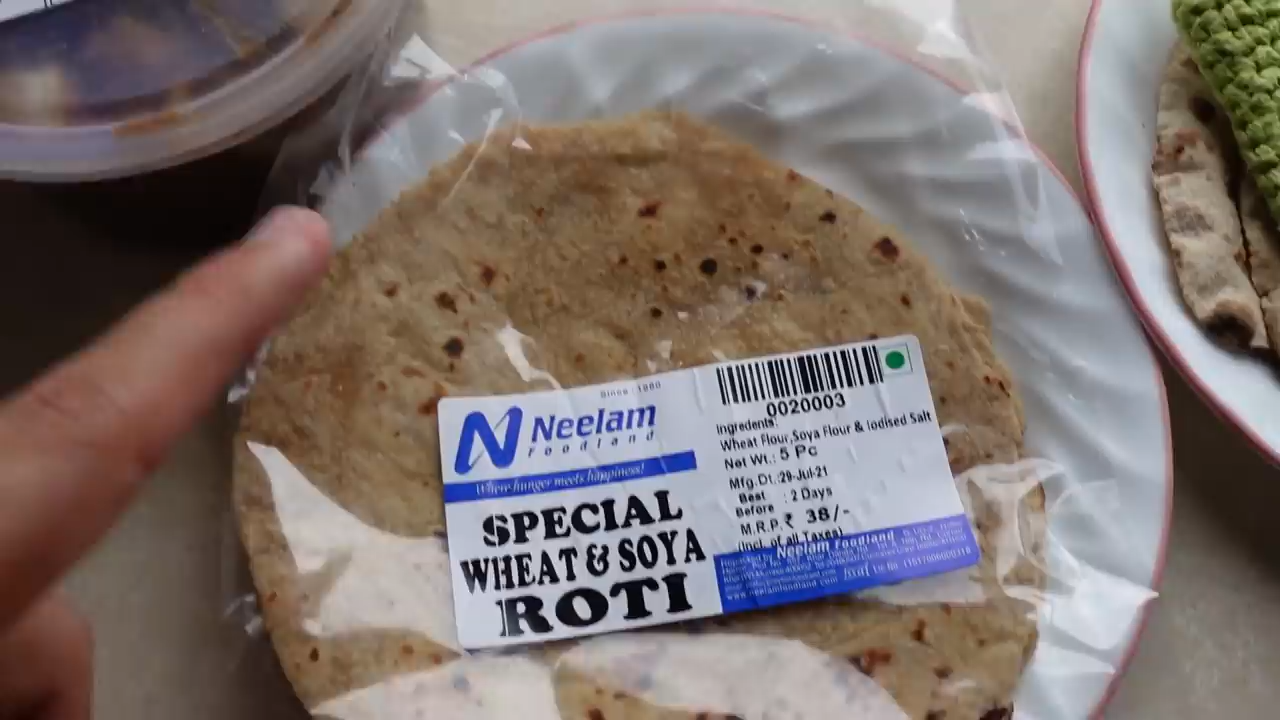 Since : 1980
Neelam
Foodland
Where hunger meets happiness!
SPECIAL
WHEAT & SOYA
ROTI
0020003
Ingredients:
Wheat Flour,Soya Flour & Iodised Salt
Net Wt.: 5 Pc
Mfg.Dt.:29-Jul-21
Best
Before : 2 Days
M.R.P.₹ 38/-
(Incl. of all Taxes)
Neelam Foodland
www.neelamfoodland.com